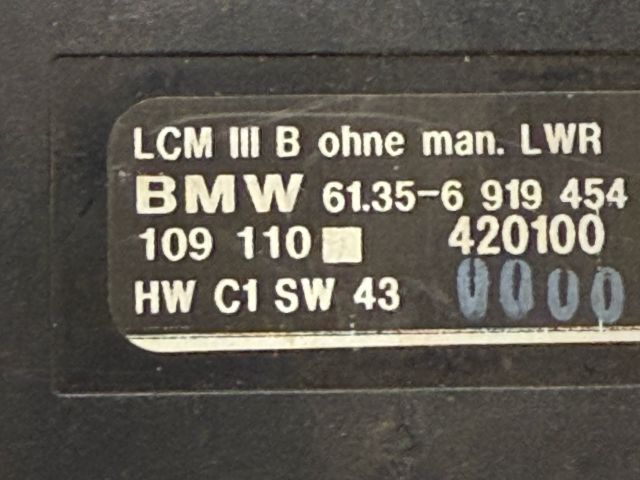 LCM III B ohne man. LWR
BMW 61.35-6 919 454
109 110 420100
HW C1 SW 43 0000